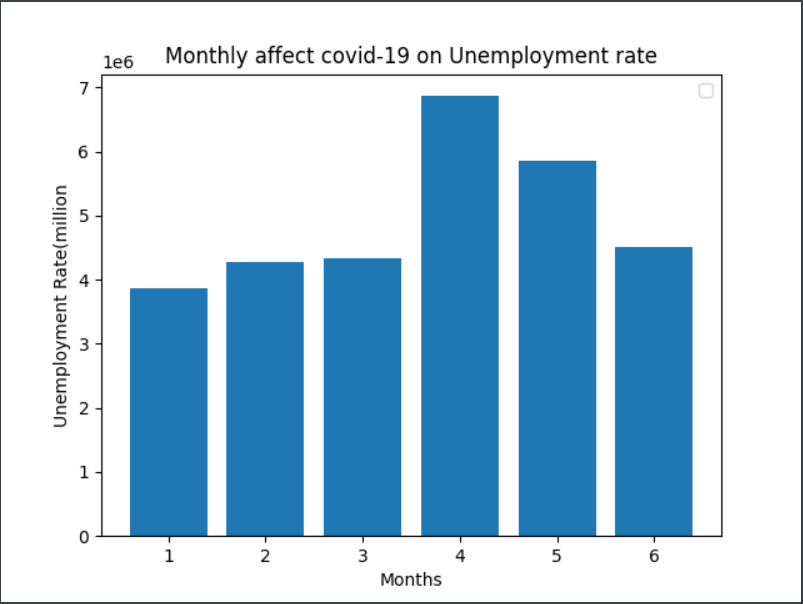 Monthly affect covid-19 on Unemployment rate
1e6
7
6
5
4
3
2
1
0
Unemployment Rate(million
1 2 3 4 5 6
Months